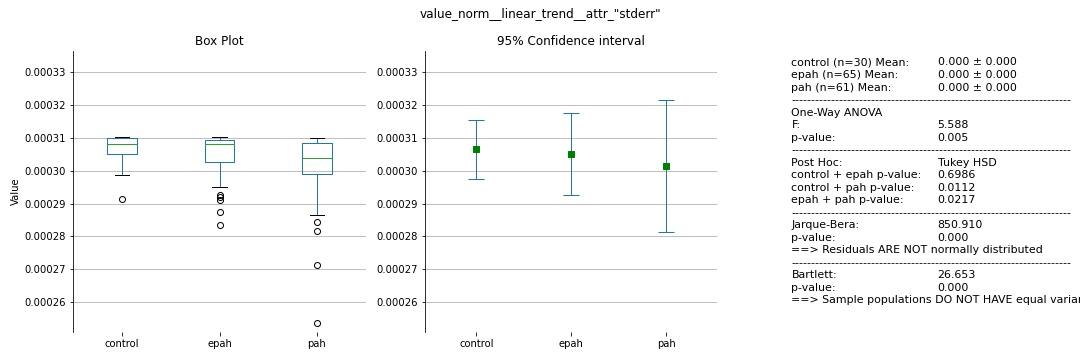 value_norm__linear_trend__attr_"stderr"
Box Plot
Value
0.00033
0.00032
0.00031
0.00030
0.00029
0.00028
0.00027
0.00026
control epah pah
95% Confidence interval
0.00033
0.00032
0.00031
0.00030
0.00029
0.00028
0.00027
0.00026
control epah pah
control (n=30) Mean: 0.000 ± 0.000
epah (n=65) Mean: 0.000 ± 0.000
pah (n=61) Mean: 0.000 ± 0.000
One-Way ANOVA
F: 5.588
p-value: 0.005
Post Hoc: Tukey HSD
control + epah p-value: 0.6986
control + pah p-value: 0.0112
epah + pah p-value: 0.0217
Jarque-Bera: 850.910
p-value: 0.000
==> Residuals ARE NOT normally distributed
Bartlett: 26.653
p-value: 0.000
==> Sample populations DO NOT HAVE equal varian